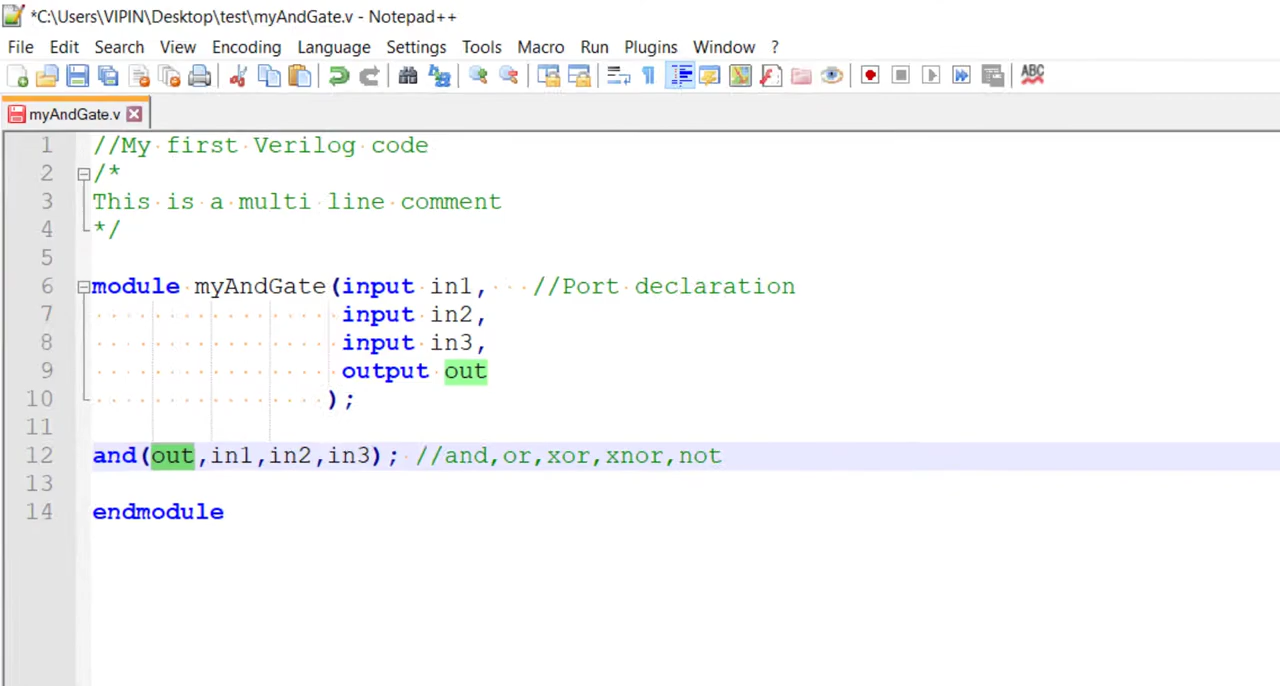 *C:\Users\VIPIN\Desktop\test\myAndGate.v - Notepad++
File Edit Search View Encoding Language Settings Tools Macro Run Plugins Window ?
ABC
myAndGate.v
1 //My first Verilog code
2 /*
3 This is a multi line comment
4 */
5
6 module myAndGate(input in1, //Port declaration
7 input in2,
8 input in3,
9 output out
10 );
11
12 and(out,in1,in2,in3); //and,or,xor,xnor,not
13
14 endmodule